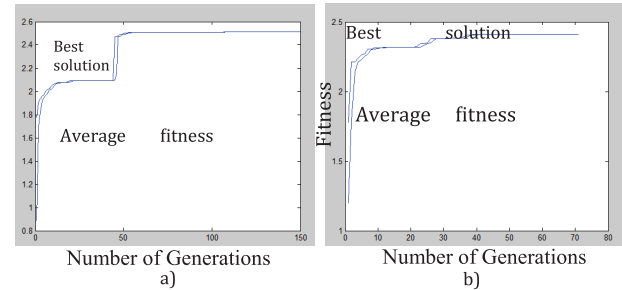 2.6
2.4
2.2
2
1.8
1.6
1.4
1.2
1
0.8
Best
solution
Average fitness
0 50 100 150
Number of Generations
a)
2.5
2
1.5
1
Fitness
Best solution
Average fitness
0 10 20 30 40 50 60 70 80
Number of Generations
b)